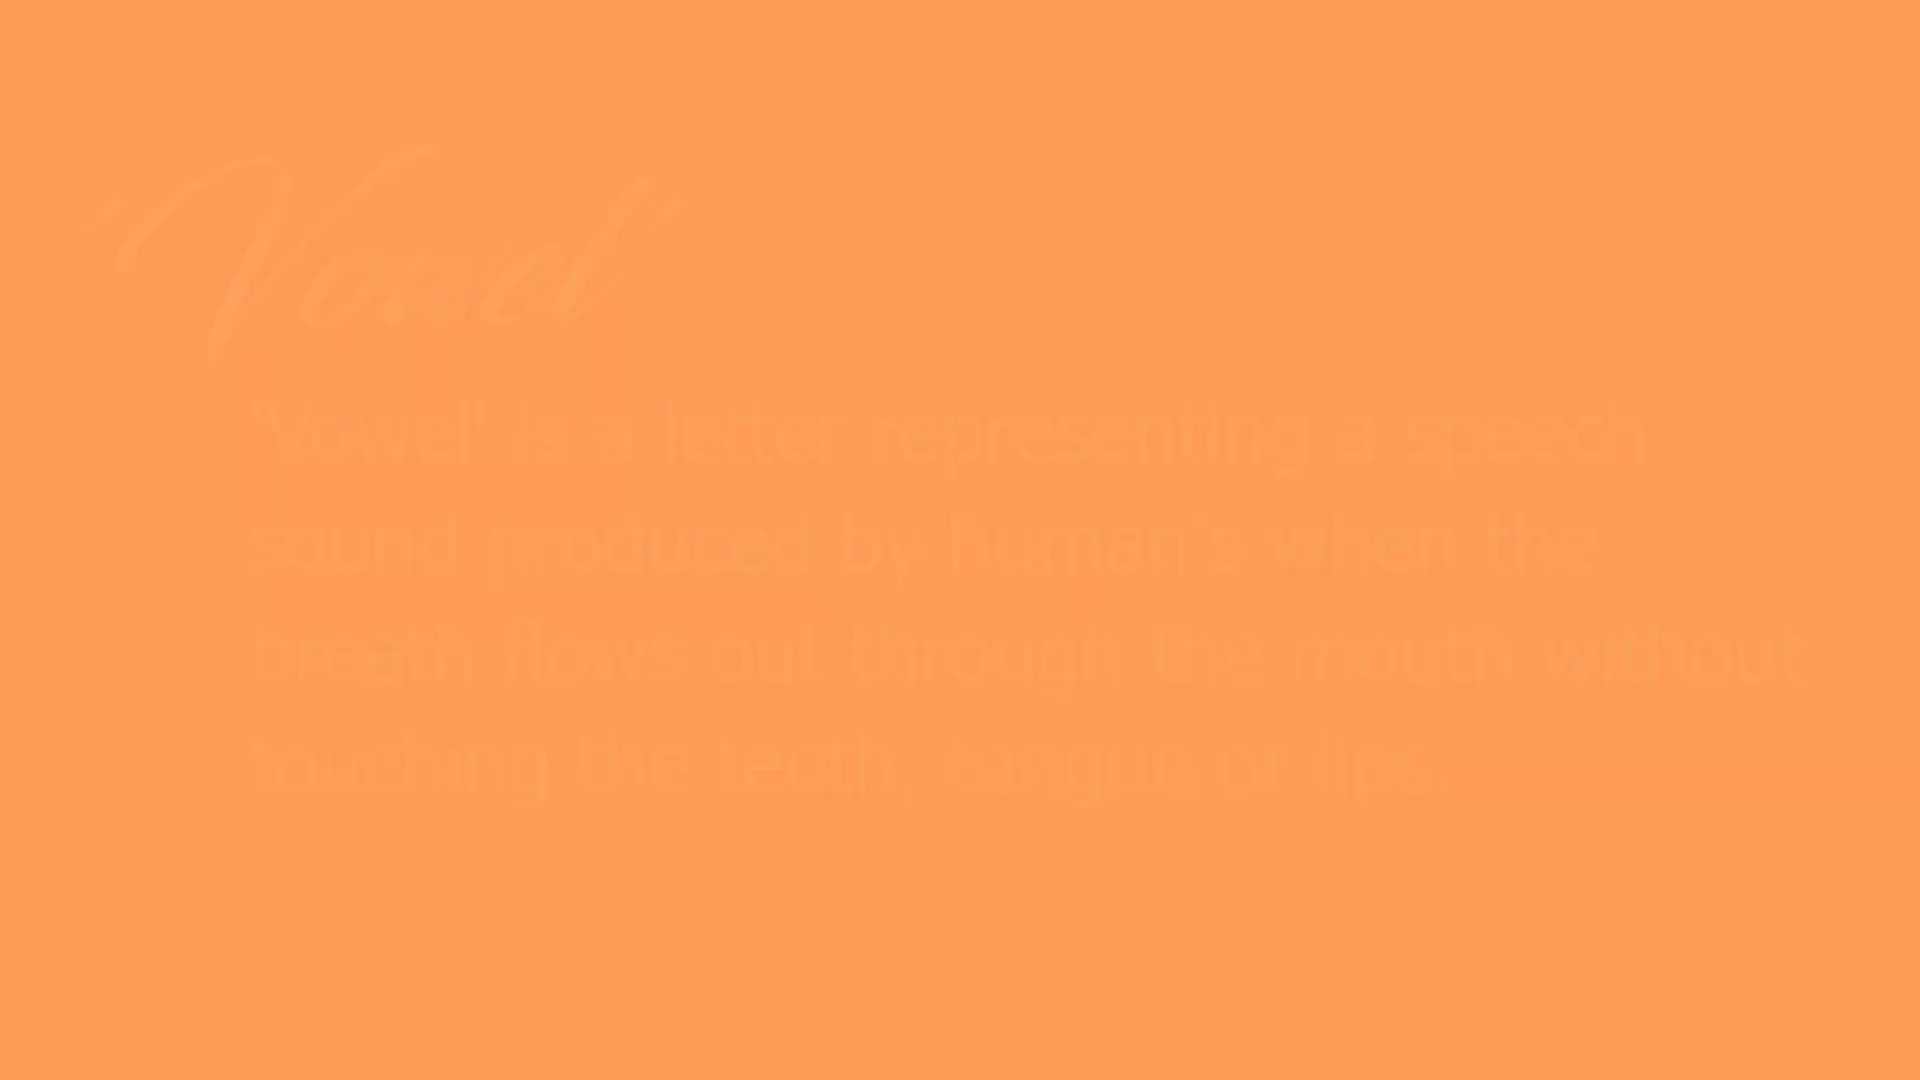 "Vowel"
'Vowel' is a letter representing a speech
sound produced by human's when the
breath flows out through the mouth without
touching the teeth, tongue or lips.